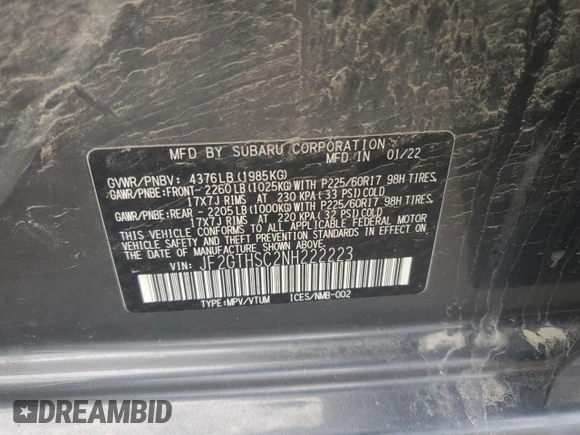 MFD BY SUBARU CORPORATION IN 01/22
GVWR/PNBV: 4376LB(1985KG)
GAWR/PNBE:FRONT- 2260LB(1025KG)WITH P225/60R17 98H TIRES,
17X7J RIMS AT 230 KPA(33 PSI)COLD
GAWR/PNBE:REAR - 2205LB(1000KG)WITH P225/60R17 98H TIRES,
17X7J RIMS AT 220 KPA(32 PSI)COLD
THIS VEHICLE CONFORMS TO ALL APPLICABLE FEDERAL MOTOR
VEHICLE SAFETY AND THEFT PREVENTION STANDARDS IN EFFECT ON
THE DATE OF MANUFACTURE SHOWN ABOVE.
VIN: JF2GTHSC2NH222223
TYPE:MPV/VTUM ICES/NMB-002
DREAMBID